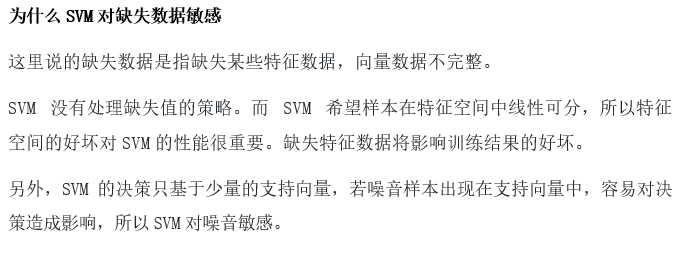 为什么 SVM 对缺失数据敏感
这里说的缺失数据是指缺失某些特征数据，向量数据不完整。
SVM 没有处理缺失值的策略。而 SVM 希望样本在特征空间中线性可分，所以特征
空间的好坏对 SVM 的性能很重要。缺失特征数据将影响训练结果的好坏。
另外，SVM 的决策只基于少量的支持向量，若噪音样本出现在支持向量中，容易对决
策造成影响，所以 SVM 对噪音敏感。